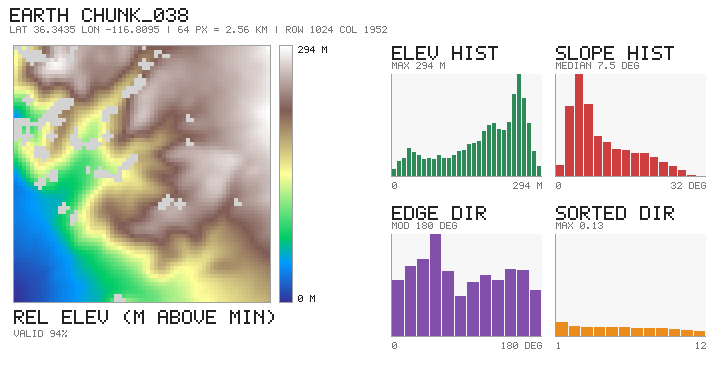 EARTH CHUNK_038
LAT 36.3435 LON -116.8095 | 64 PX = 2.56 KM | ROW 1024 COL 1952
294 M
0 M
REL ELEV (M ABOVE MIN)
VALID 94%
ELEV HIST
MAX 294 M
0 294 M
SLOPE HIST
MEDIAN 7.5 DEG
0 32 DEG
EDGE DIR
MOD 180 DEG
0 180 DEG
SORTED DIR
MAX 0.13
1 12